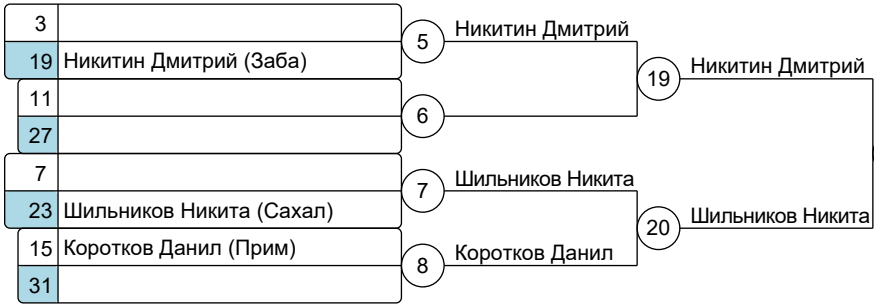 3
19 Никитин Дмитрий (Заба)
11
27
7
23 Шильников Никита (Сахал)
15 Коротков Данил (Прим)
31
5 Никитин Дмитрий
6
7 Шильников Никита
8 Коротков Данил
19 Никитин Дмитрий
20 Шильников Никита